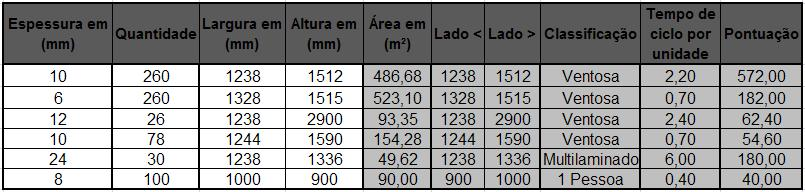 Espessura em (mm) Quantidade Largura em (mm) Altura em (mm) Área em (m²) Lado < Lado > Classificação Tempo de ciclo por unidade Pontuação
10 260 1238 1512 486,68 1238 1512 Ventosa 2,20 572,00
6 260 1328 1515 523,10 1328 1515 Ventosa 0,70 182,00
12 26 1238 2900 93,35 1238 2900 Ventosa 2,40 62,40
10 78 1244 1590 154,28 1244 1590 Ventosa 0,70 54,60
24 30 1238 1336 49,62 1238 1336 Multilaminado 6,00 180,00
8 100 1000 900 90,00 900 1000 1 Pessoa 0,40 40,00